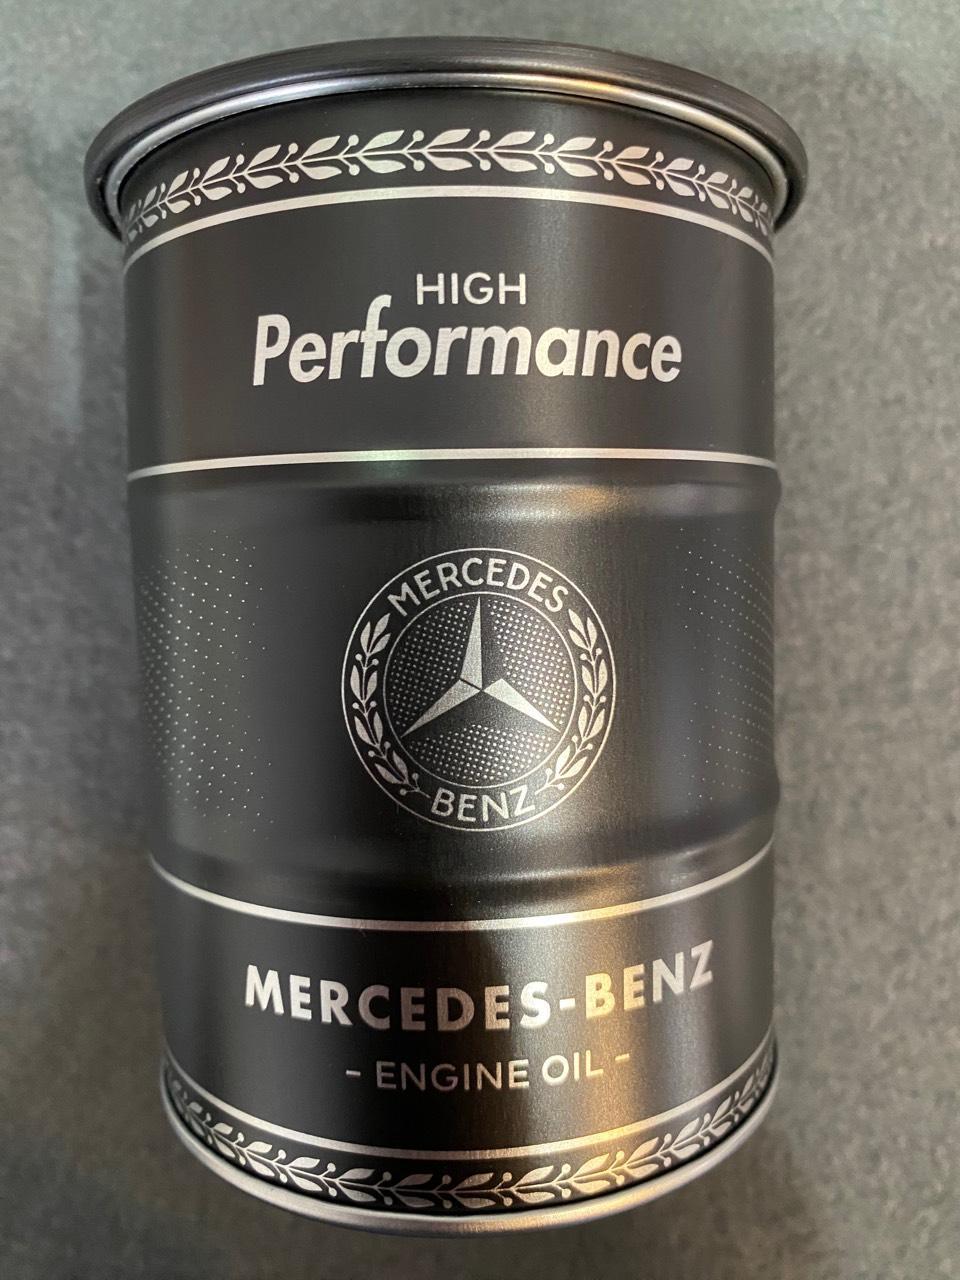 HIGH
Performance
MERCEDES
BENZ
MERCEDES-BENZ
- ENGINE OIL -